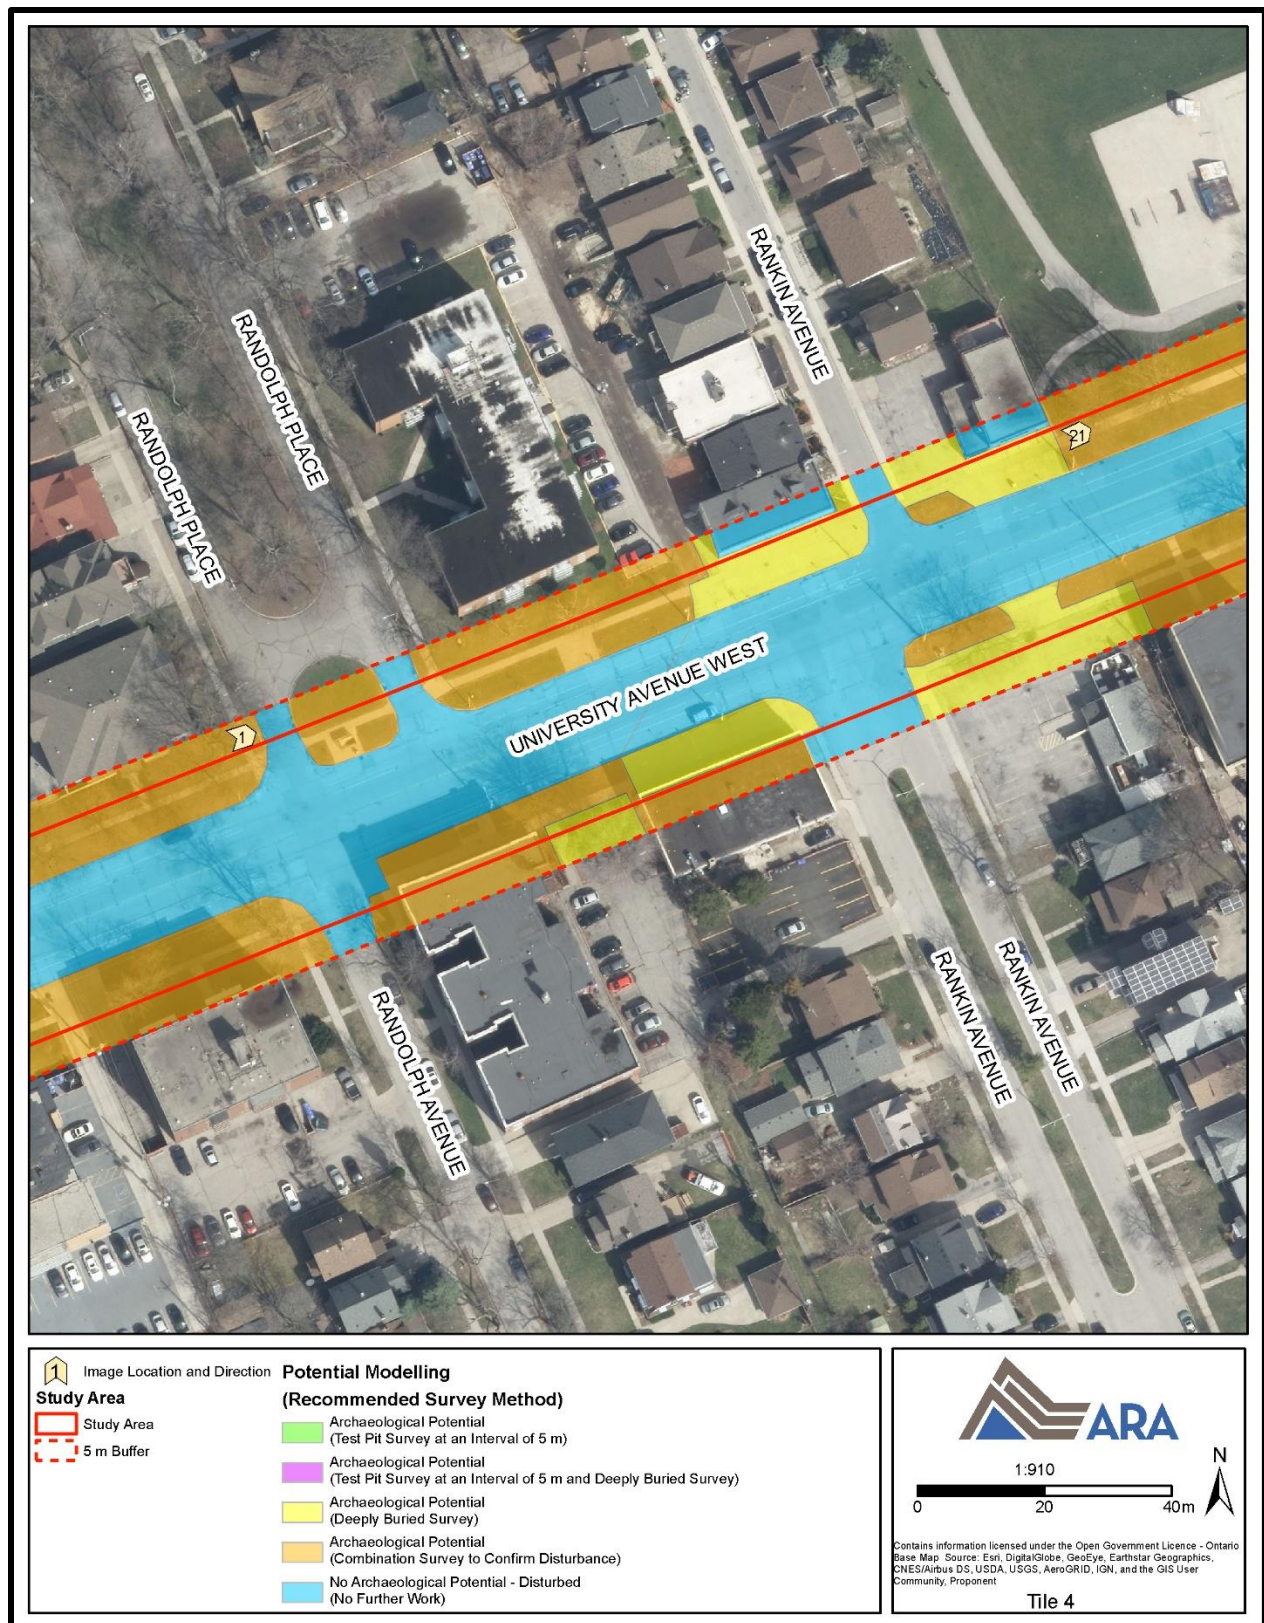 RANKIN AVENUE
RANDOLPH PLACE
RANDOLPH PLACE
21
1
UNIVERSITY AVENUE WEST
RANDOLPH AVENUE
RANKIN AVENUE
RANKIN AVENUE
1 Image Location and Direction
Study Area
Study Area
5 m Buffer
Potential Modelling
(Recommended Survey Method)
Archaeological Potential
(Test Pit Survey at an Interval of 5 m)
Archaeological Potential
(Test Pit Survey at an Interval of 5 m and Deeply Buried Survey)
Archaeological Potential
(Deeply Buried Survey)
Archaeological Potential
(Combination Survey to Confirm Disturbance)
No Archaeological Potential - Disturbed
(No Further Work)
ARA
N
1:910
0 20 40m
Contains information licensed under the Open Government Licence - Ontario
Base Map Source: Esri, DigitalGlobe, GeoEye, Earthstar Geographics,
CNES/Airbus DS, USDA, USGS, AeroGRID, IGN, and the GIS User
Community, Proponent
Tile 4